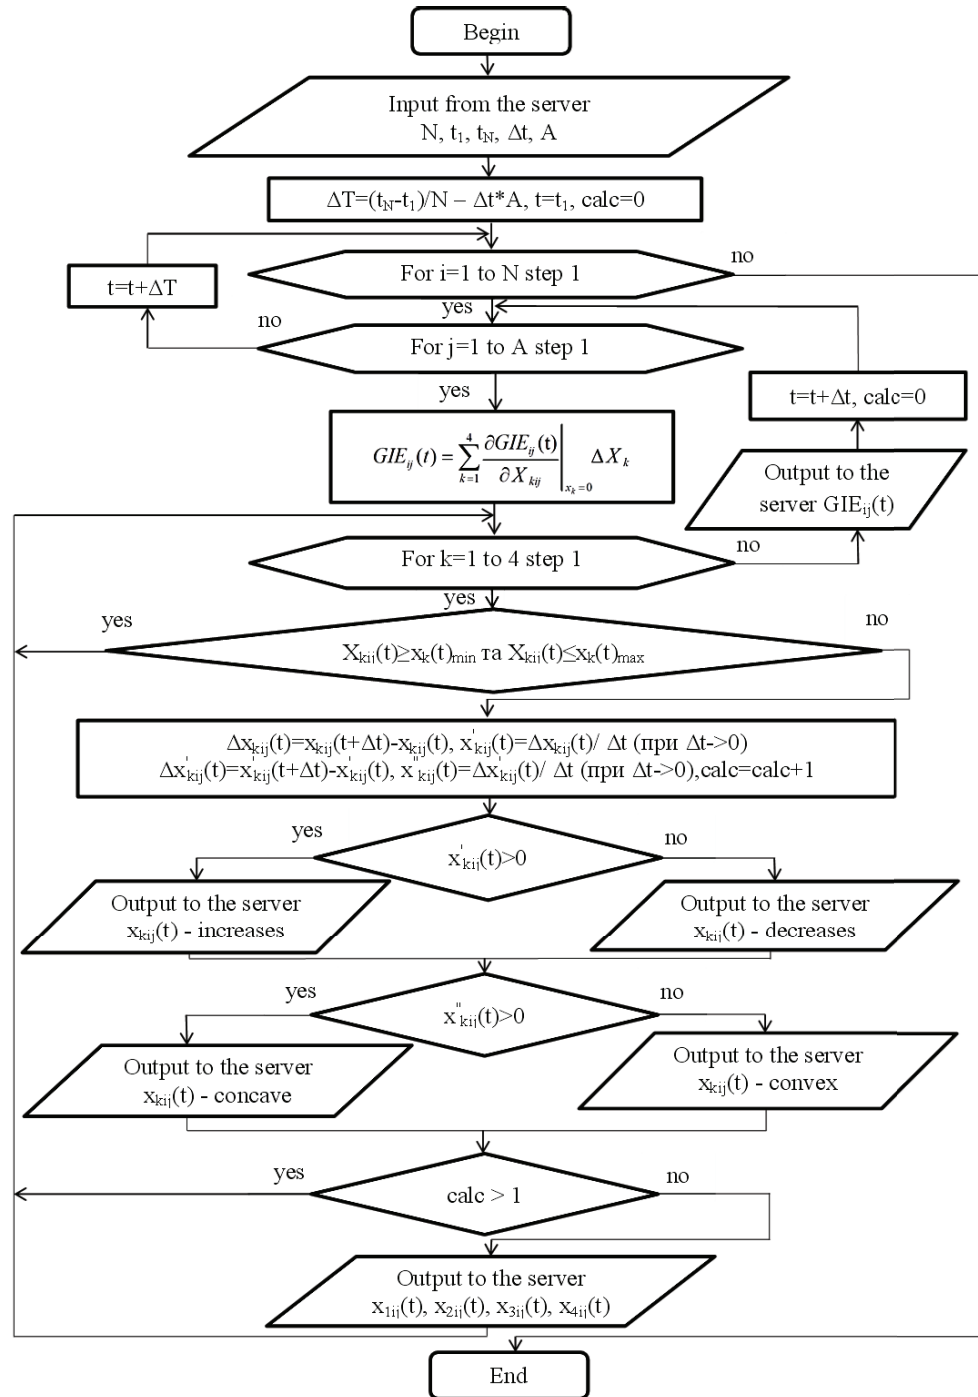 Begin
Input from the server
N, t₁, tN, Δt, A
ΔT=(tN-t₁)/N – Δt*A, t=t₁, calc=0
no
For i=1 to N step 1
t=t+ΔT
yes
no
For j=1 to A step 1
yes
t=t+Δt, calc=0
GIEij(t) = ∑ k=1 4 ∂GIEij(t)/∂Xkij | xk=0 ΔXk
Output to the
server GIEij(t)
For k=1 to 4 step 1
no
yes
yes
no
Xkij(t)≥xk(t)min та Xkij(t)≤xk(t)max
Δxkij(t)=xkij(t+Δt)-xkij(t), x'kij(t)=Δxkij(t)/ Δt (при Δt->0)
Δx'kij(t)=x'kij(t+Δt)-x'kij(t), x"kij(t)=Δx'kij(t)/ Δt (при Δt->0),calc=calc+1
yes
no
x'kij(t)>0
Output to the server
xkij(t) - increases
Output to the server
xkij(t) - decreases
yes
no
x"kij(t)>0
Output to the server
xkij(t) - concave
Output to the server
xkij(t) - convex
yes
no
calc > 1
Output to the server
x1ij(t), x2ij(t), x3ij(t), x4ij(t)
End